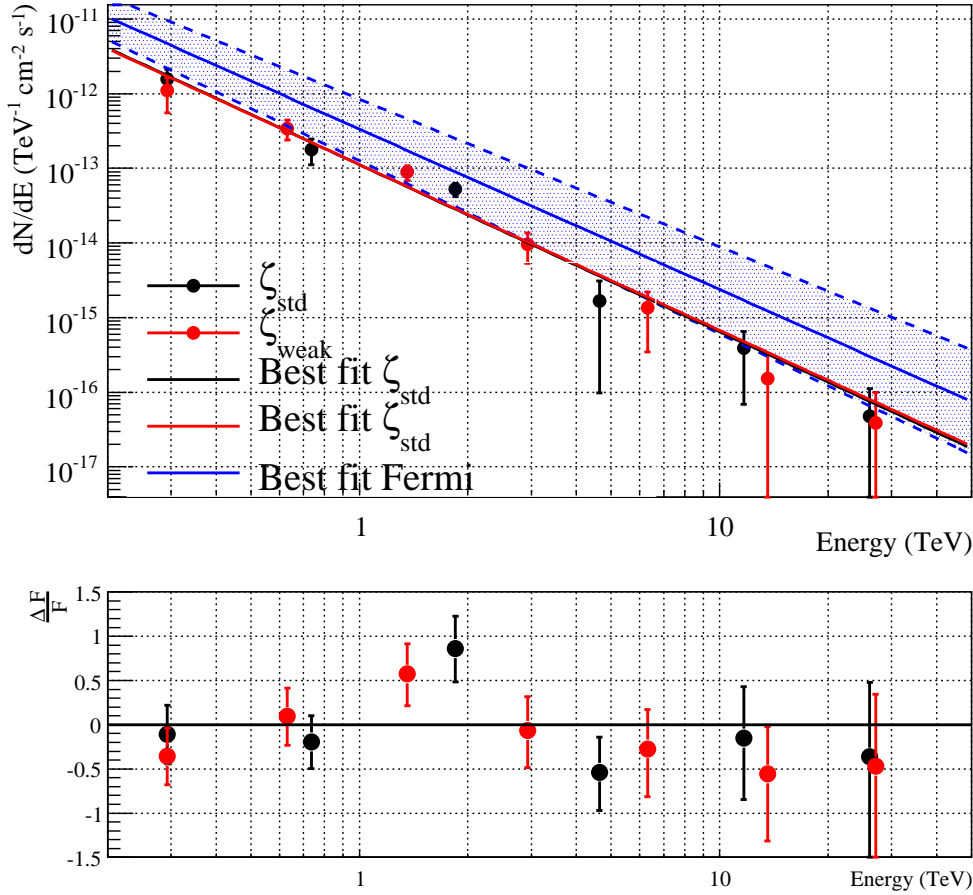 dN/dE (TeV⁻¹ cm⁻² s⁻¹)
10⁻¹¹
10⁻¹²
10⁻¹³
10⁻¹⁴
10⁻¹⁵
10⁻¹⁶
10⁻¹⁷
ζstd
ζweak
Best fit ζstd
Best fit ζstd
Best fit Fermi
1
10
Energy (TeV)
ΔF
F
1.5
1
0.5
0
-0.5
-1
-1.5
1
10
Energy (TeV)